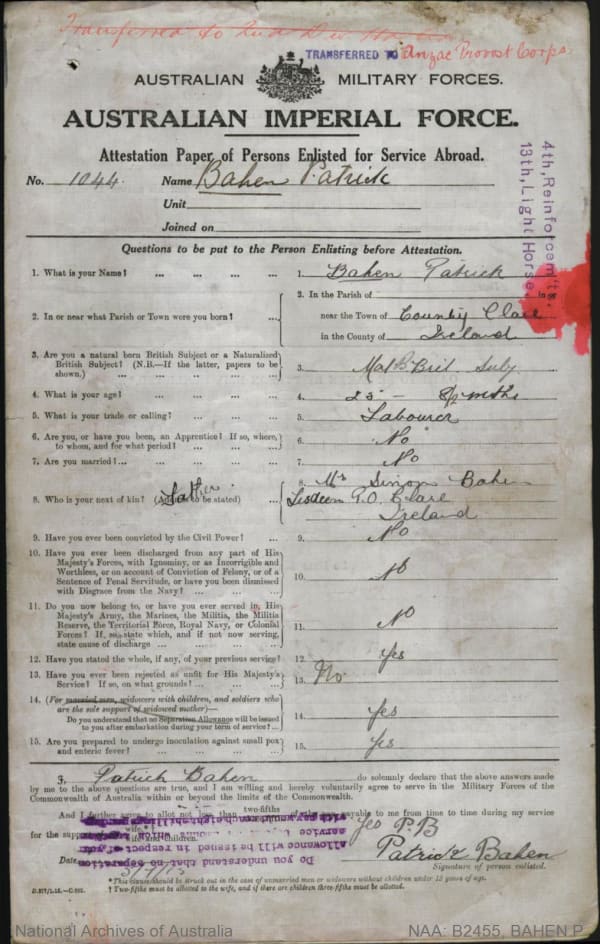 Transferred to
TRANSFERRED TO Anzac Provost Corps
AUSTRALIAN MILITARY FORCES.
AUSTRALIAN IMPERIAL FORCE.
Attestation Paper of Persons Enlisted for Service Abroad.
No. 1044 Name Bahen Patrick
Unit
Joined on
4th, Reinforcem't,
13th, Light Horse.
Questions to be put to the Person Enlisting before Attestation.
1. What is your Name? ... ... ... ... 1. Bahen Patrick
2. In or near what Parish or Town were you born? ... 2. In the Parish of in or
near the Town of County Clare
in the County of Ireland
3. Are you a natural born British Subject or a Naturalized
British Subject? (N.B.—If the latter, papers to be
shown.) ... ... ... ... 3. Nat B Brit Subj
4. What is your age? ... ... ... ... 4. 25 - months
5. What is your trade or calling? ... ... ... 5. Labourer
6. Are you, or have you been, an Apprentice? If so, where,
to whom, and for what period? ... ... ... 6. No
7. Are you married? ... ... ... ... 7. No
8. Who is your next of kin? (Address to be stated) Father 8. Mr Simon Bahen
P.O. Clare
Ireland
9. Have you ever been convicted by the Civil Power? ... 9. No
10. Have you ever been discharged from any part of His
Majesty's Forces, with Ignominy, or as Incorrigible and
Worthless, or on account of Conviction of Felony, or of a
Sentence of Penal Servitude, or have you been dismissed
with Disgrace from the Navy? ... ... ... 10. No
11. Do you now belong to, or have you ever served in, His
Majesty's Army, the Marines, the Militia, the Militia
Reserve, the Territorial Force, Royal Navy, or Colonial
Forces? If so, state which, and if not now serving,
state cause of discharge ... ... ... 11. No
12. Have you stated the whole, if any, of your previous service? 12. Yes
13. Have you ever been rejected as unfit for His Majesty's
Service? If so, on what grounds? ... ... ... 13. No.
14. (For married men, widowers with children, and soldiers who
are the sole support of widowed mother)—
Do you understand that no Separation Allowance will be issued
to you after embarkation during your term of service? ... 14. Yes
15. Are you prepared to undergo inoculation against small pox
and enteric fever? ... ... ... ... 15. Yes
I, Patrick Bahen do solemnly declare that the above answers made
by me to the above questions are true, and I am willing and hereby voluntarily agree to serve in the Military Forces of the
Commonwealth of Australia within or beyond the limits of the Commonwealth.
And I further agree to allot not less than two-fifths of the pay payable to me from time to time during my service
for the support of my wife and children.
Yes P.B
Do you understand that no separation
allowance will be issued in respect of your
Date Patrick Bahen
Signature of person enlisted.
*This clause should be struck out in the case of unmarried men or widowers without children under 18 years of age.
† Two-fifths must be allotted to the wife, and if there are children three-fifths must be allotted.
National Archives of Australia NAA: B2455, BAHEN P